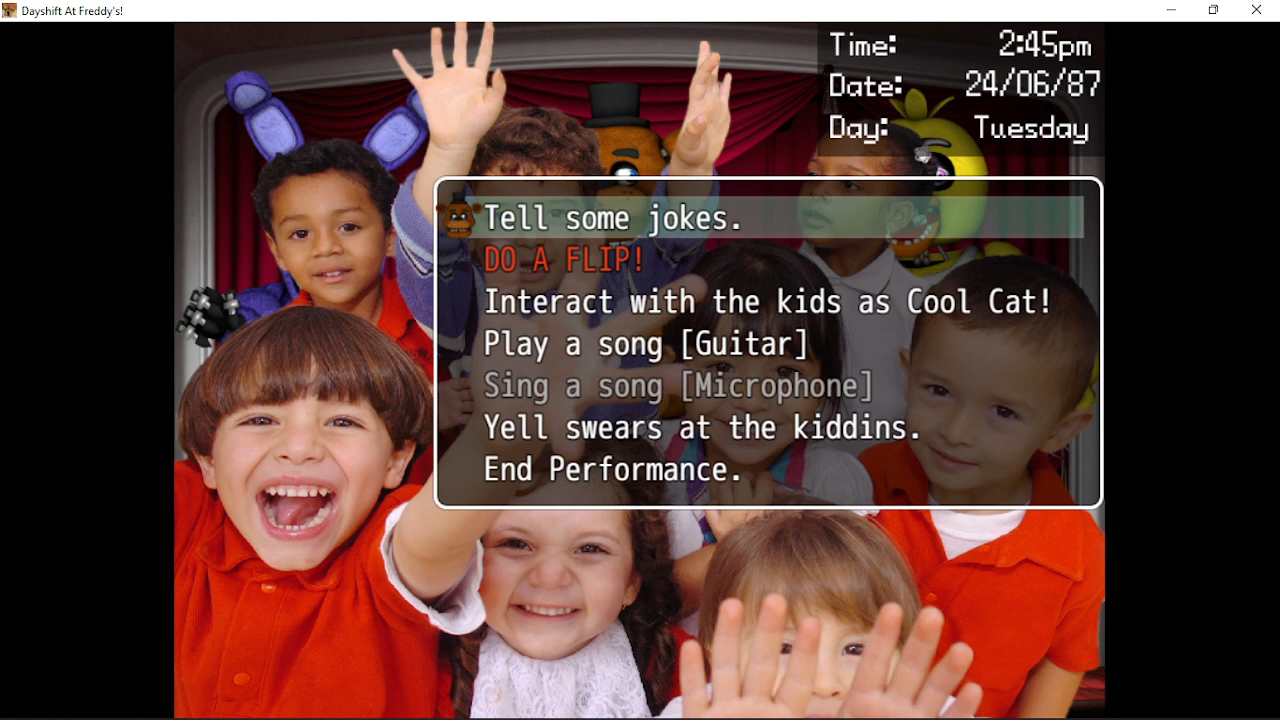 Dayshift At Freddy's!
Time: 2:45pm
Date: 24/06/87
Day: Tuesday
Tell some jokes.
DO A FLIP!
Interact with the kids as Cool Cat!
Play a song [Guitar]
Sing a song [Microphone]
Yell swears at the kiddins.
End Performance.